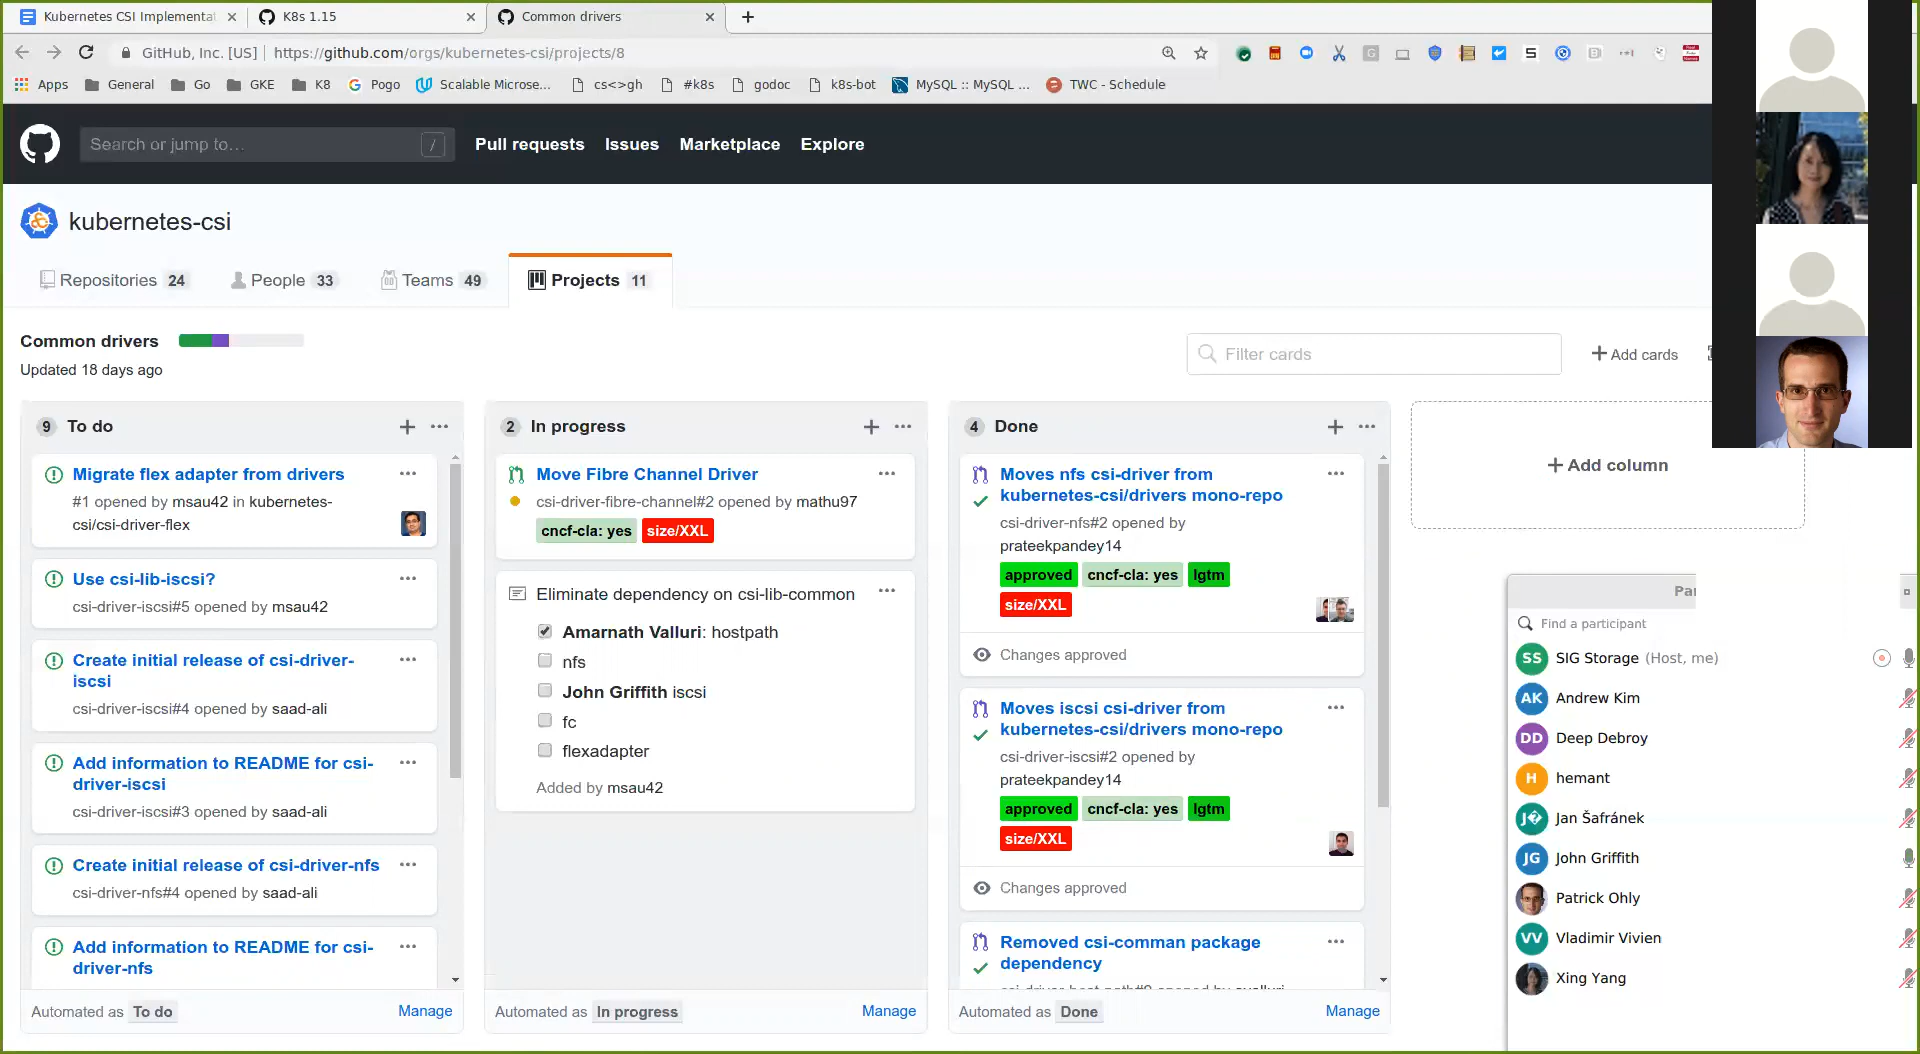 Kubernetes CSI Implementat
K8s 1.15
Common drivers
GitHub, Inc. [US]
https://github.com/orgs/kubernetes-csi/projects/8
Apps
General
Go
GKE
K8
Pogo
Scalable Microse...
cs<>gh
#k8s
godoc
k8s-bot
MySQL :: MySQL ...
TWC - Schedule
Search or jump to...
/
Pull requests
Issues
Marketplace
Explore
kubernetes-csi
Repositories 24
People 33
Teams 49
Projects 11
Common drivers
Updated 18 days ago
Filter cards
Add cards
9 To do
Migrate flex adapter from drivers
#1 opened by msau42 in kubernetes-
csi/csi-driver-flex
Use csi-lib-iscsi?
csi-driver-iscsi#5 opened by msau42
Create initial release of csi-driver-
iscsi
csi-driver-iscsi#4 opened by saad-ali
Add information to README for csi-
driver-iscsi
csi-driver-iscsi#3 opened by saad-ali
Create initial release of csi-driver-nfs
csi-driver-nfs#4 opened by saad-ali
Add information to README for csi-
driver-nfs
Automated as To do
Manage
2 In progress
Move Fibre Channel Driver
csi-driver-fibre-channel#2 opened by mathu97
cncf-cla: yes size/XXL
Eliminate dependency on csi-lib-common
Amarnath Valluri: hostpath
nfs
John Griffith iscsi
fc
flexadapter
Added by msau42
Automated as In progress
Manage
4 Done
Moves nfs csi-driver from
kubernetes-csi/drivers mono-repo
csi-driver-nfs#2 opened by
prateekpandey14
approved cncf-cla: yes lgtm
size/XXL
Changes approved
Moves iscsi csi-driver from
kubernetes-csi/drivers mono-repo
csi-driver-iscsi#2 opened by
prateekpandey14
approved cncf-cla: yes lgtm
size/XXL
Changes approved
Removed csi-comman package
dependency
Automated as Done
Manage
Add column
Par
Find a participant
SS SIG Storage (Host, me)
AK Andrew Kim
DD Deep Debroy
H hemant
J� Jan Šafránek
JG John Griffith
Patrick Ohly
VV Vladimir Vivien
Xing Yang